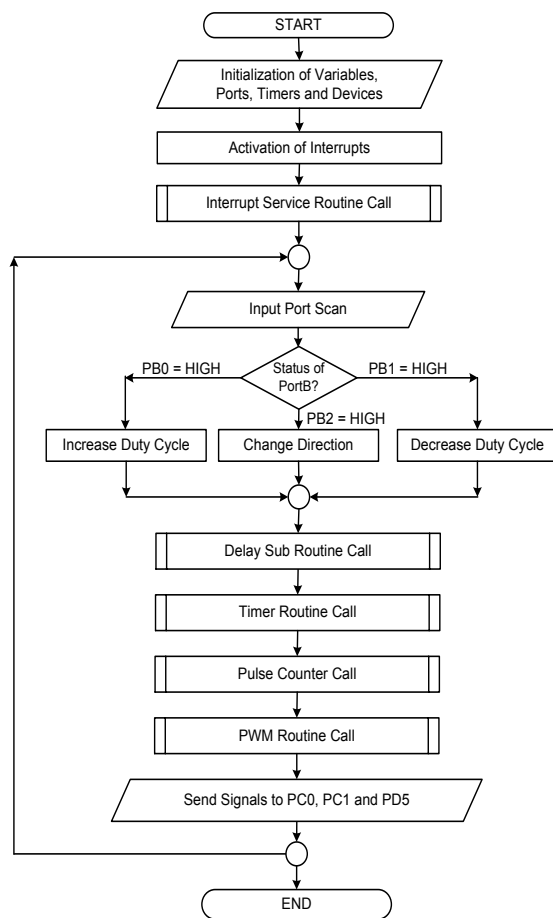 START
Initialization of Variables,
Ports, Timers and Devices
Activation of Interrupts
Interrupt Service Routine Call
Input Port Scan
PB0 = HIGH
Status of
PortB?
PB1 = HIGH
PB2 = HIGH
Increase Duty Cycle
Change Direction
Decrease Duty Cycle
Delay Sub Routine Call
Timer Routine Call
Pulse Counter Call
PWM Routine Call
Send Signals to PC0, PC1 and PD5
END